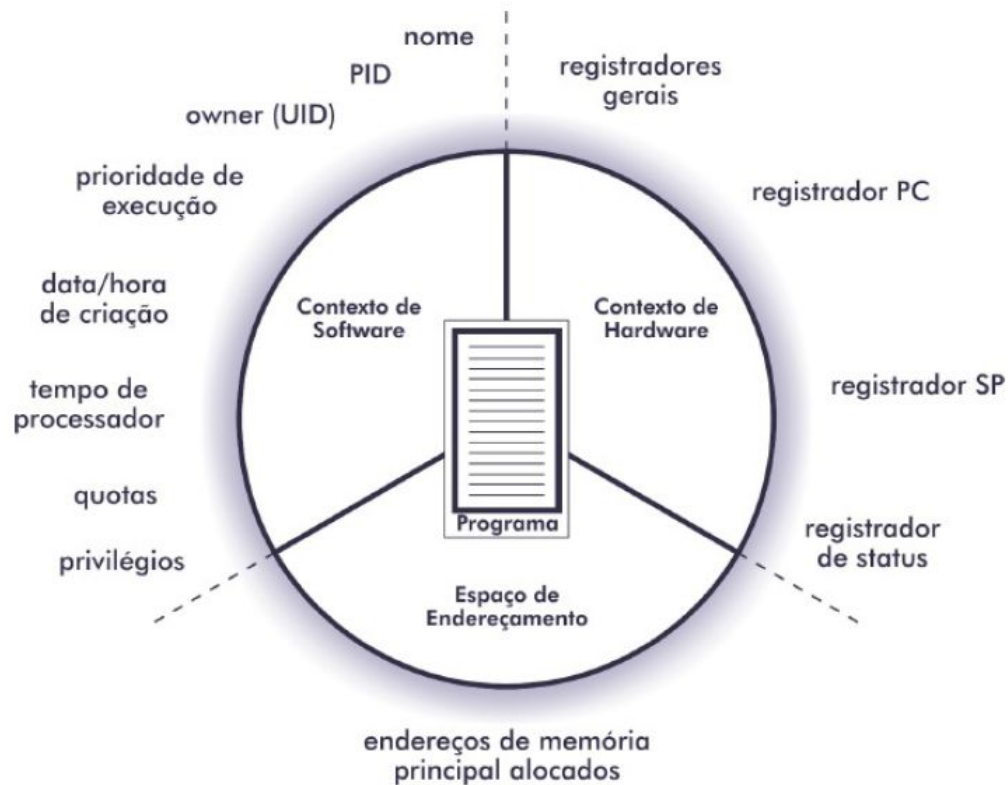 nome
PID
owner (UID)
prioridade de
execução
data/hora
de criação
tempo de
processador
quotas
privilégios
registradores
gerais
registrador PC
registrador SP
registrador
de status
Contexto de
Software
Contexto de
Hardware
Programa
Espaço de
Endereçamento
endereços de memória
principal alocados